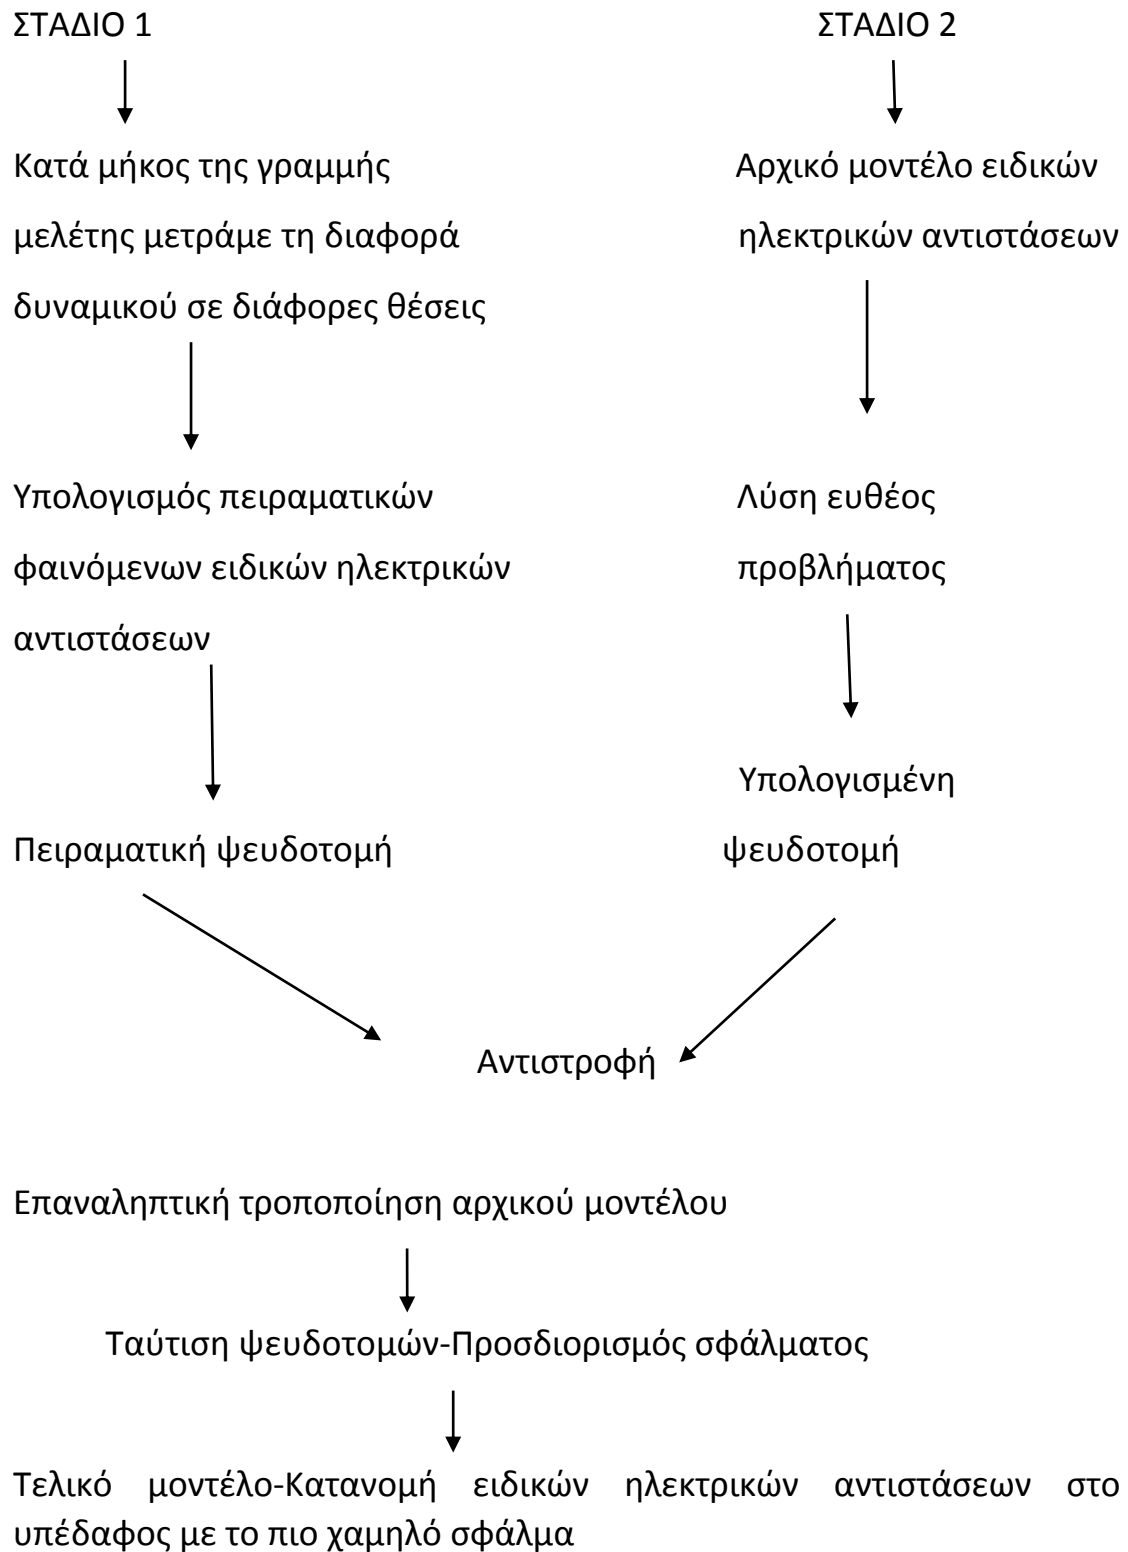 ΣΤΑΔΙΟ 1
Κατά μήκος της γραμμής
μελέτης μετράμε τη διαφορά
δυναμικού σε διάφορες θέσεις
Υπολογισμός πειραματικών
φαινόμενων ειδικών ηλεκτρικών
αντιστάσεων
Πειραματική ψευδοτομή
ΣΤΑΔΙΟ 2
Αρχικό μοντέλο ειδικών
ηλεκτρικών αντιστάσεων
Λύση ευθέος
προβλήματος
Υπολογισμένη
ψευδοτομή
Αντιστροφή
Επαναληπτική τροποποίηση αρχικού μοντέλου
Ταύτιση ψευδοτομών-Προσδιορισμός σφάλματος
Τελικό μοντέλο-Κατανομή ειδικών ηλεκτρικών αντιστάσεων στο
υπέδαφος με το πιο χαμηλό σφάλμα